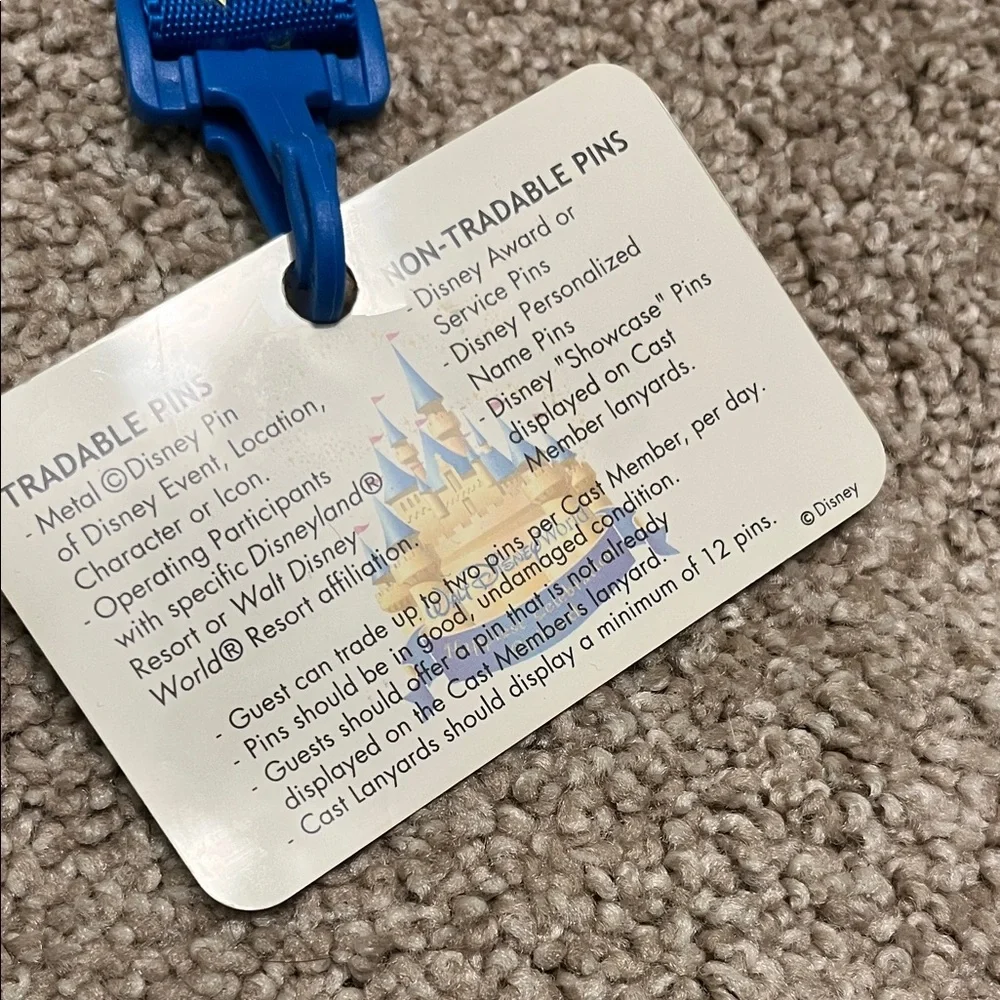 TRADABLE PINS
- Metal ©Disney Pin
of Disney Event, Location,
Character or Icon.
- Operating Participants
with specific Disneyland®
Resort or Walt Disney
World® Resort affiliation.
NON-TRADABLE PINS
- Disney Award or
Service Pins
- Disney Personalized
Name Pins
- Disney "Showcase" Pins
displayed on Cast
Member lanyards.
- Guest can trade up to two pins per Cast Member, per day.
- Pins should be in good, undamaged condition.
- Guests should offer a pin that is not already
displayed on the Cast Member's lanyard.
- Cast Lanyards should display a minimum of 12 pins.
©Disney
Walt Disney World